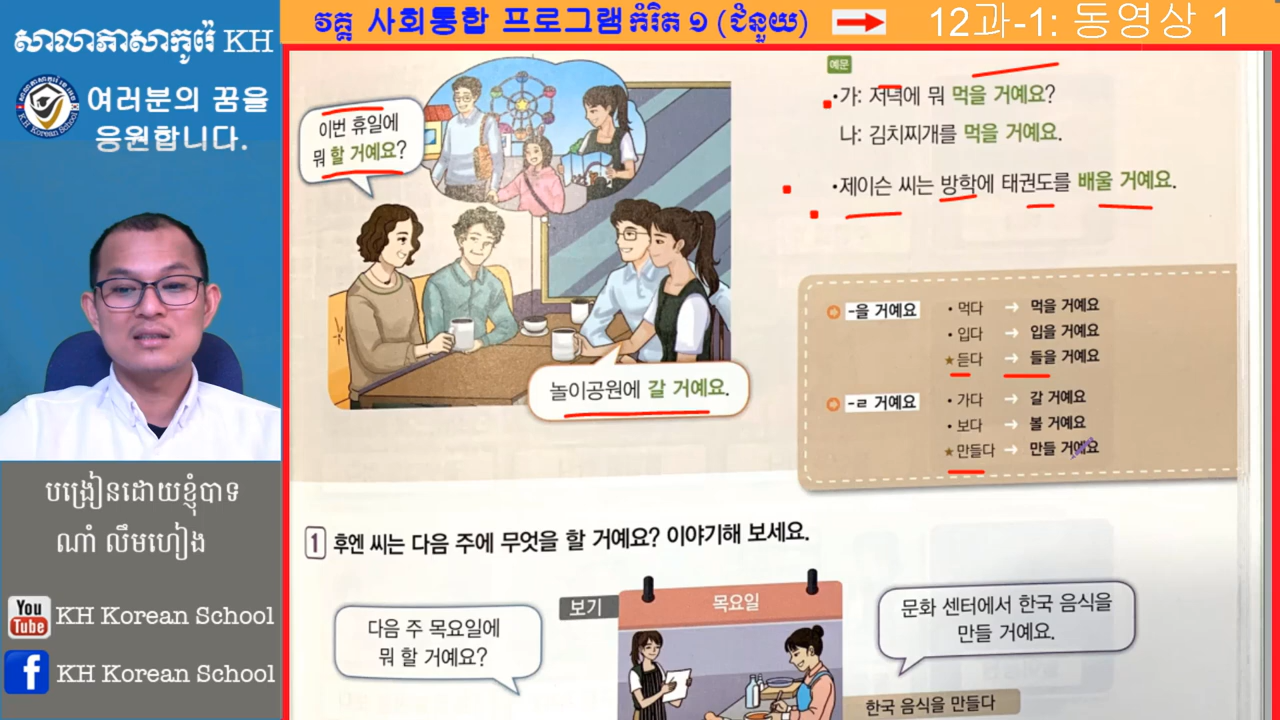 វគ្គ 사회통합 프로그램 កំរិត ១ (ជំនួយ)
12과-1: 동영상 1
សាលាភាសាកូរ៉េ KH
여러분의 꿈을
응원합니다.
បង្រៀនដោយខ្ញុំបាទ
ណាំ លឹមហៀង
You
Tube
KH Korean School
f KH Korean School
이번 휴일에
뭐 할 거예요?
놀이공원에 갈 거예요.
예문
•가: 저녁에 뭐 먹을 거예요?
나: 김치찌개를 먹을 거예요.
•제이슨 씨는 방학에 태권도를 배울 거예요.
-을 거예요
• 먹다 → 먹을 거예요
• 입다 → 입을 거예요
★듣다 → 들을 거예요
-ㄹ 거예요
• 가다 → 갈 거예요
• 보다 → 볼 거예요
★만들다 → 만들 거예요
1 후엔 씨는 다음 주에 무엇을 할 거예요? 이야기해 보세요.
보기
목요일
다음 주 목요일에
뭐 할 거예요?
문화 센터에서 한국 음식을
만들 거예요.
한국 음식을 만들다